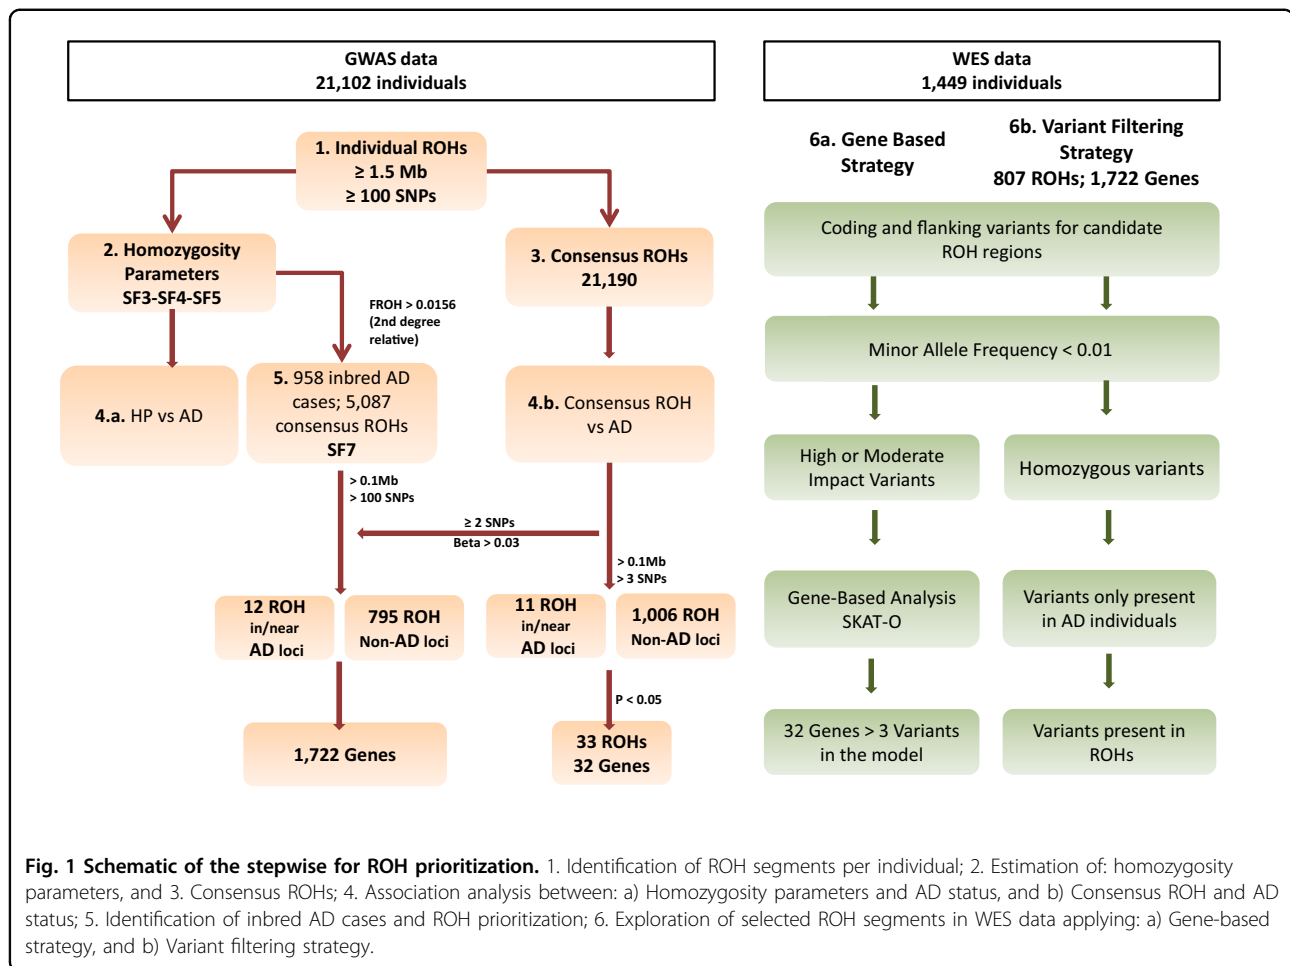 GWAS data
21,102 individuals
WES data
1,449 individuals
1. Individual ROHs
≥ 1.5 Mb
≥ 100 SNPs
2. Homozygosity
Parameters
SF3-SF4-SF5
3. Consensus ROHs
21,190
FROH > 0.0156
(2nd degree
relative)
4.a. HP vs AD
5. 958 inbred AD
cases; 5,087
consensus ROHs
SF7
4.b. Consensus ROH
vs AD
> 0.1Mb
> 100 SNPs
≥ 2 SNPs
Beta > 0.03
> 0.1Mb
> 3 SNPs
12 ROH
in/near
AD loci
795 ROH
Non-AD loci
11 ROH
in/near
AD loci
1,006 ROH
Non-AD loci
P < 0.05
1,722 Genes
33 ROHs
32 Genes
6a. Gene Based
Strategy
6b. Variant Filtering
Strategy
807 ROHs; 1,722 Genes
Coding and flanking variants for candidate
ROH regions
Minor Allele Frequency < 0.01
High or Moderate
Impact Variants
Homozygous variants
Gene-Based Analysis
SKAT-O
Variants only present
in AD individuals
32 Genes > 3 Variants
in the model
Variants present in
ROHs
Fig. 1 Schematic of the stepwise for ROH prioritization. 1. Identification of ROH segments per individual; 2. Estimation of: homozygosity
parameters, and 3. Consensus ROHs; 4. Association analysis between: a) Homozygosity parameters and AD status, and b) Consensus ROH and AD
status; 5. Identification of inbred AD cases and ROH prioritization; 6. Exploration of selected ROH segments in WES data applying: a) Gene-based
strategy, and b) Variant filtering strategy.